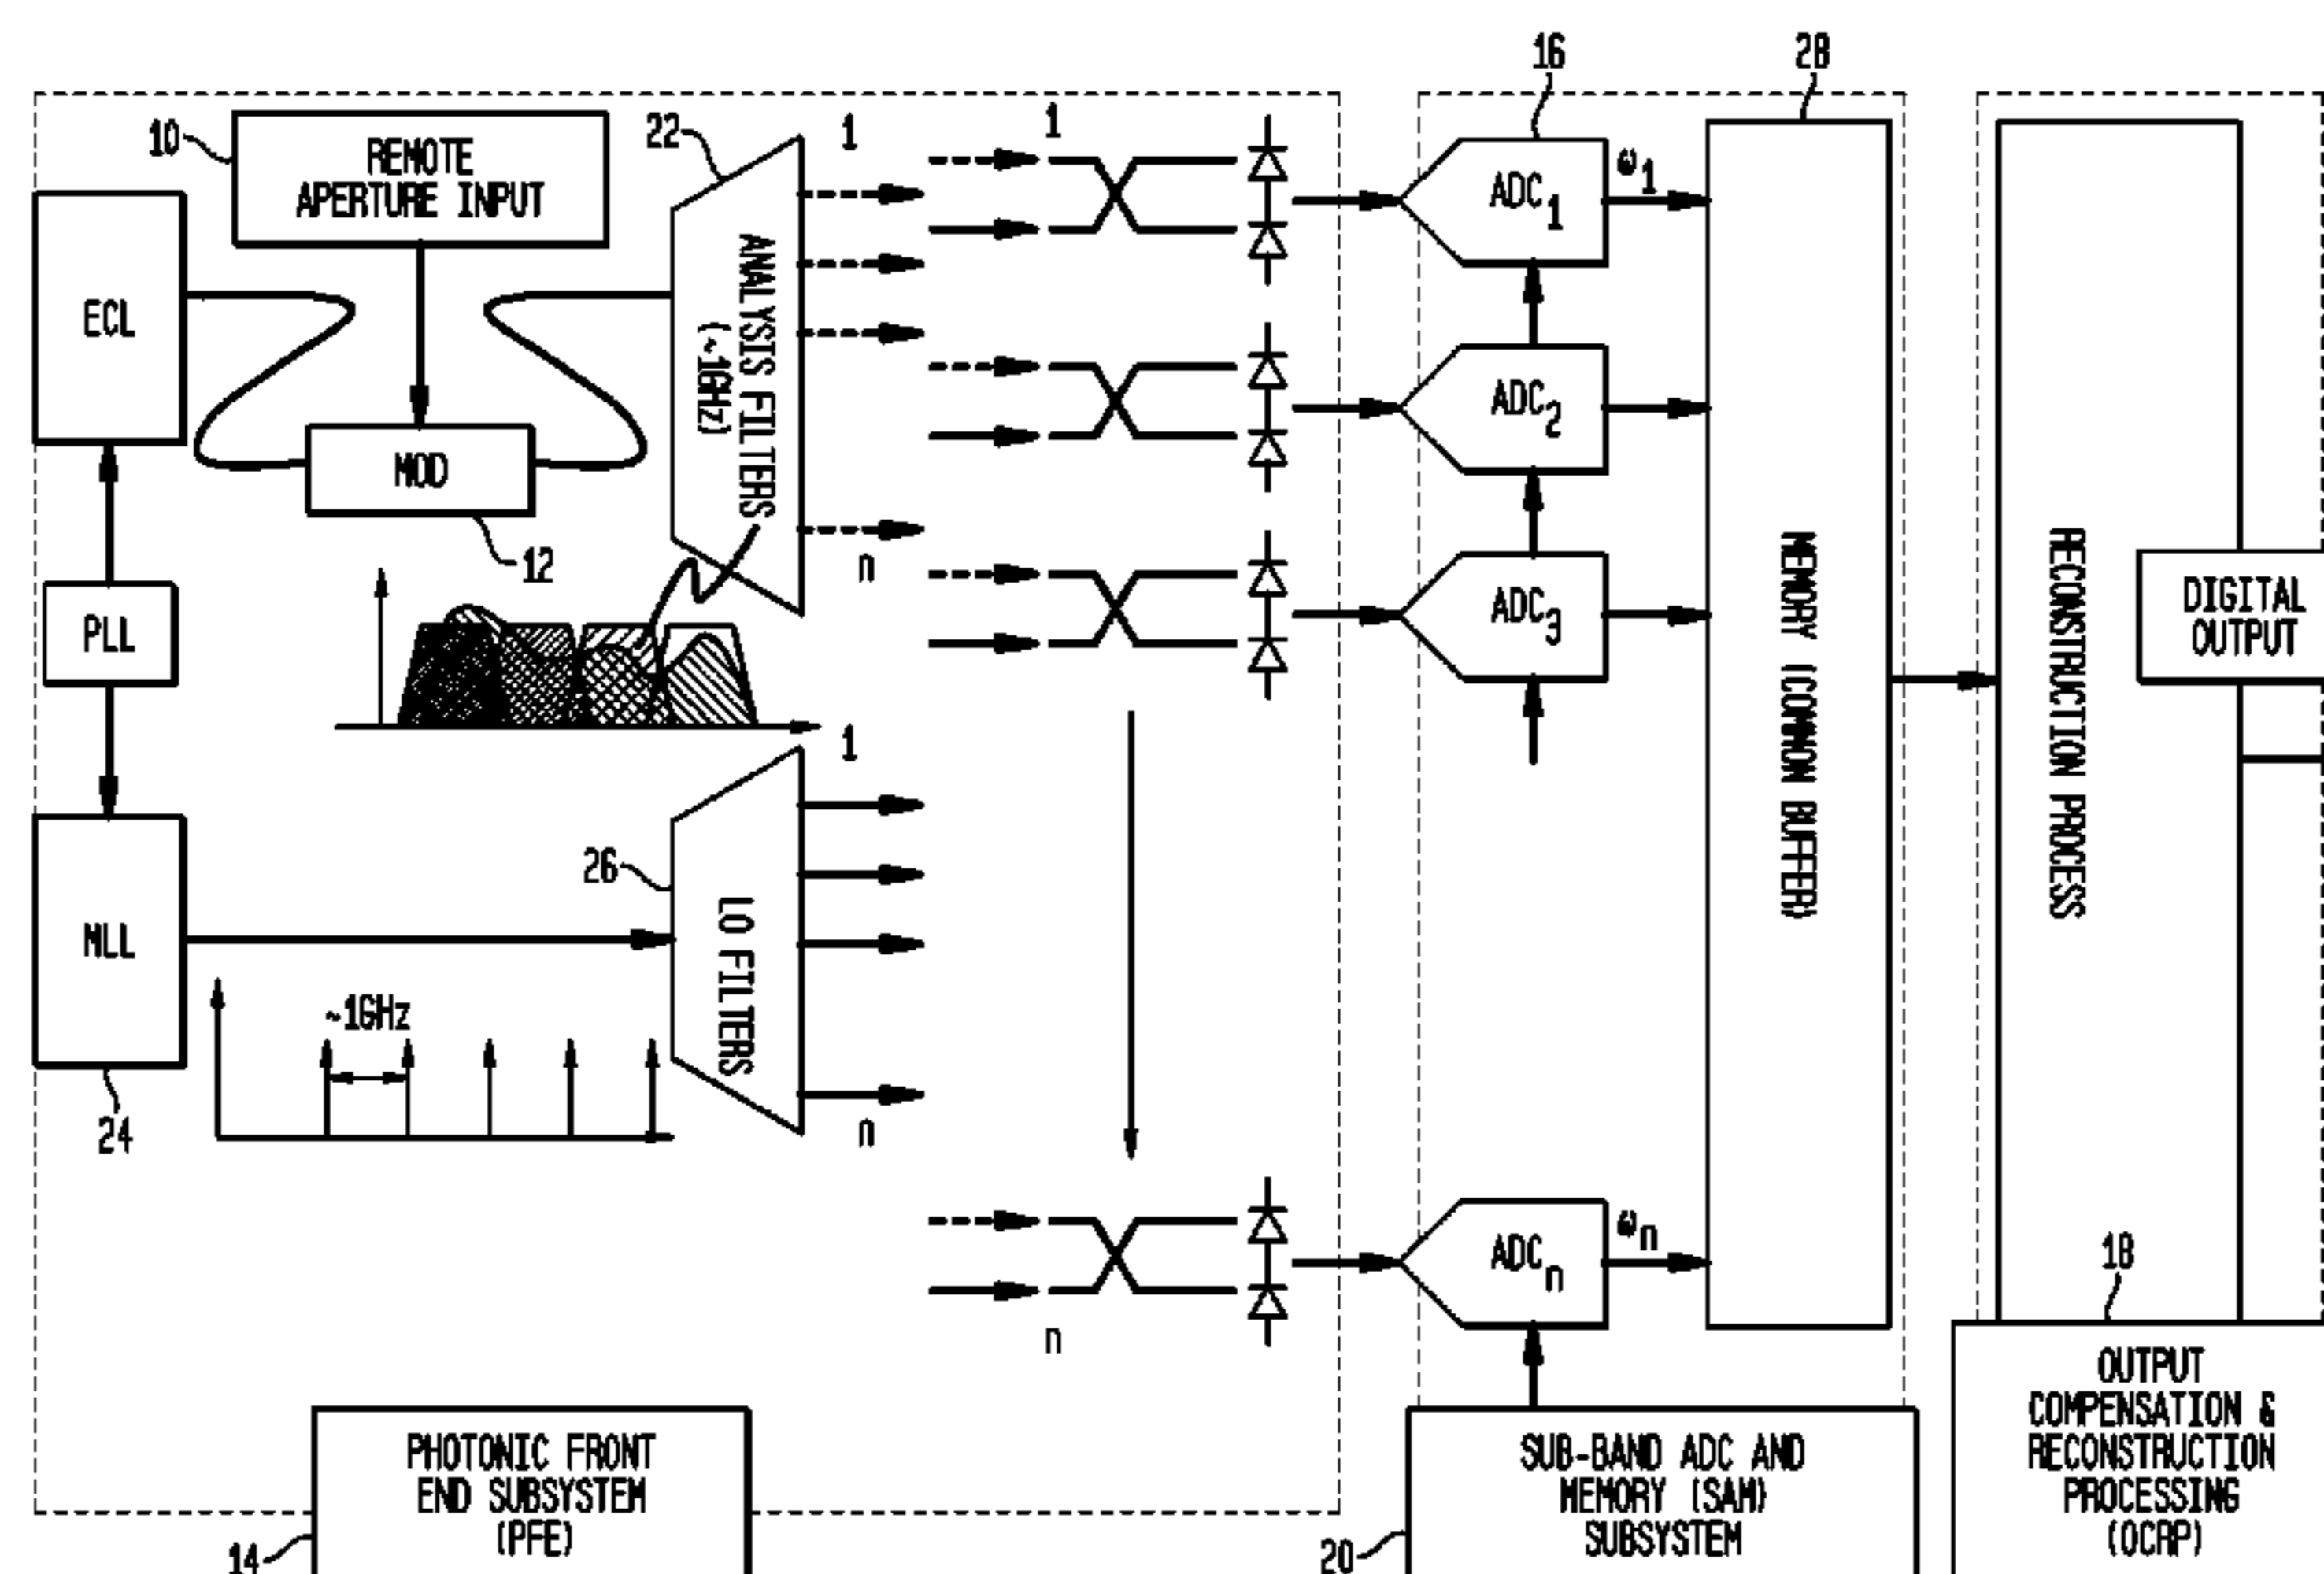 16
28
10
REMOTE
APERTURE INPUT
22
1
1
ADC1
ω1
ECL
ANALYSIS FILTERS
(~1GHz)
ADC2
MOD
12
n
PLL
ADC3
MEMORY (COMMON BUFFER)
RECONSTRUCTION PROCESS
DIGITAL
OUTPUT
1
26
MLL
LO FILTERS
~1GHz
24
n
ADCn
ωn
n
18
PHOTONIC FRONT
END SUBSYSTEM
(PFE)
14
SUB-BAND ADC AND
MEMORY (SAM)
SUBSYSTEM
20
OUTPUT
COMPENSATION &
RECONSTRUCTION
PROCESSING
(OCRP)